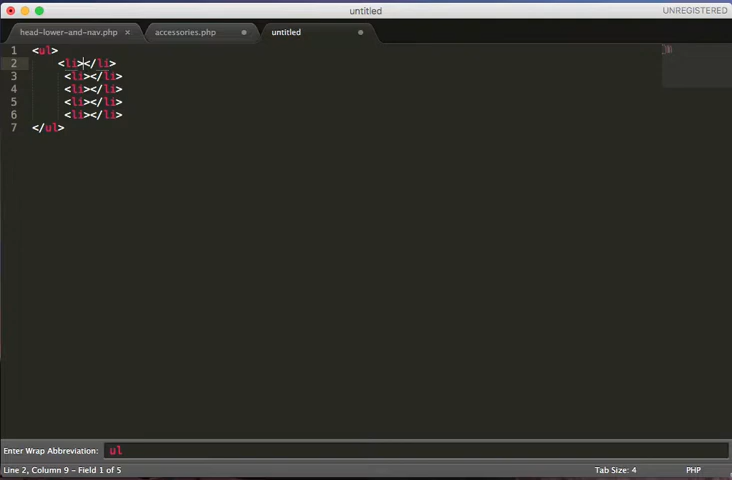 untitled
UNREGISTERED
head-lower-and-nav.php × accessories.php untitled
1 <ul>
2 <li></li>
3 <li></li>
4 <li></li>
5 <li></li>
6 <li></li>
7 </ul>
Enter Wrap Abbreviation: ul
Line 2, Column 9 – Field 1 of 5 Tab Size: 4 PHP